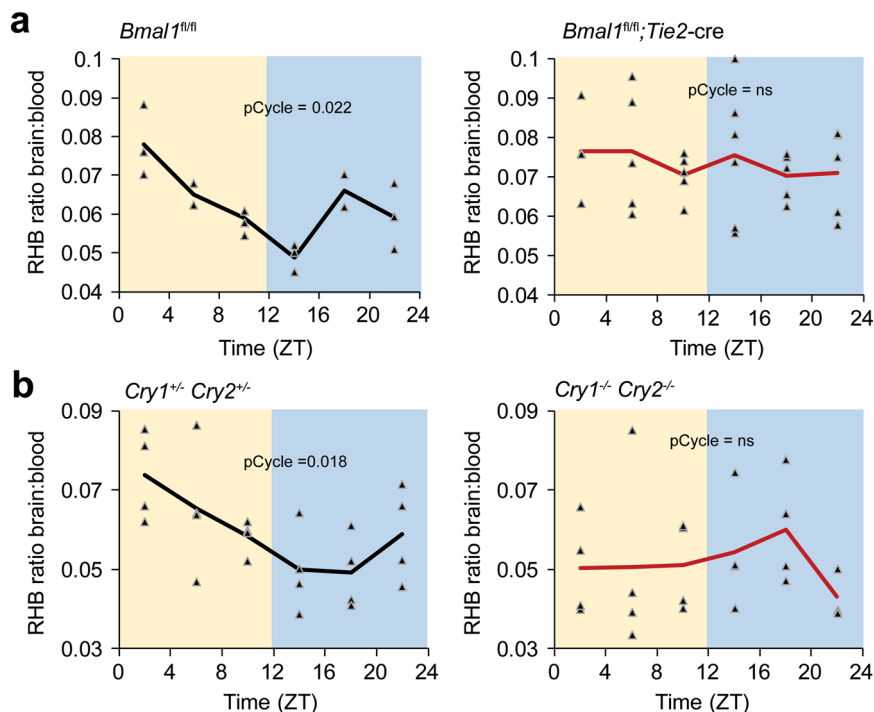 a
Bmal1fl/fl
Bmal1fl/fl;Tie2-cre
RHB ratio brain:blood
0.1
0.09
0.08
0.07
0.06
0.05
0.04
pCycle = 0.022
0 4 8 12 16 20 24
Time (ZT)
RHB ratio brain:blood
0.1
0.09
0.08
0.07
0.06
0.05
0.04
pCycle = ns
0 4 8 12 16 20 24
Time (ZT)
b
Cry1+/- Cry2+/-
Cry1-/- Cry2-/-
RHB ratio brain:blood
0.09
0.07
0.05
0.03
pCycle =0.018
0 4 8 12 16 20 24
Time (ZT)
RHB ratio brain:blood
0.09
0.07
0.05
0.03
pCycle = ns
0 4 8 12 16 20 24
Time (ZT)